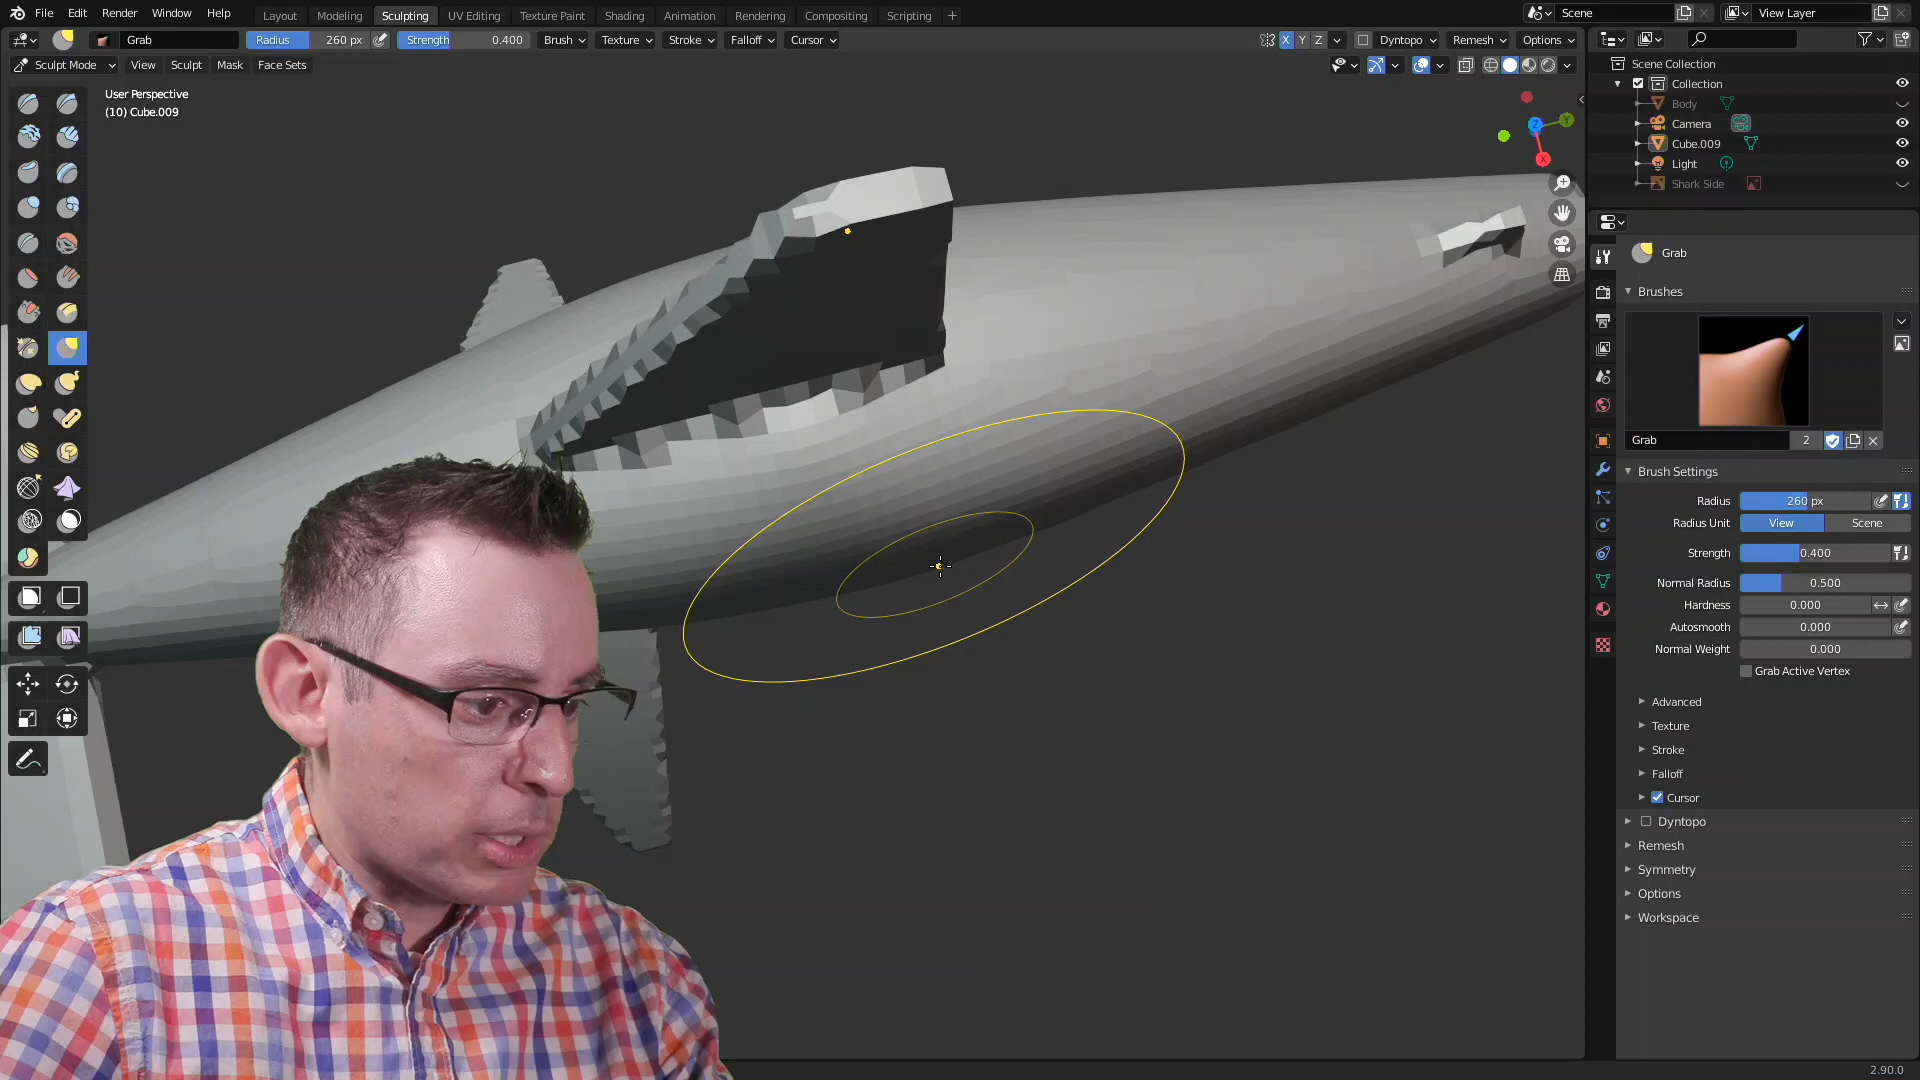 File Edit Render Window Help Layout Modeling Sculpting UV Editing Texture Paint Shading Animation Rendering Compositing Scripting + Scene View Layer
Grab Radius 260 px Strength 0.400 Brush Texture Stroke Falloff Cursor X Y Z Dyntopo Remesh Options
Sculpt Mode View Sculpt Mask Face Sets
User Perspective
(10) Cube.009
Z Y X
Scene Collection
Collection
Body
Camera
Cube.009
Light
Shark Side
Grab
Brushes
Grab 2
Brush Settings
Radius 260 px
Radius Unit View Scene
Strength 0.400
Normal Radius 0.500
Hardness 0.000
Autosmooth 0.000
Normal Weight 0.000
Grab Active Vertex
Advanced
Texture
Stroke
Falloff
Cursor
Dyntopo
Remesh
Symmetry
Options
Workspace
2.90.0